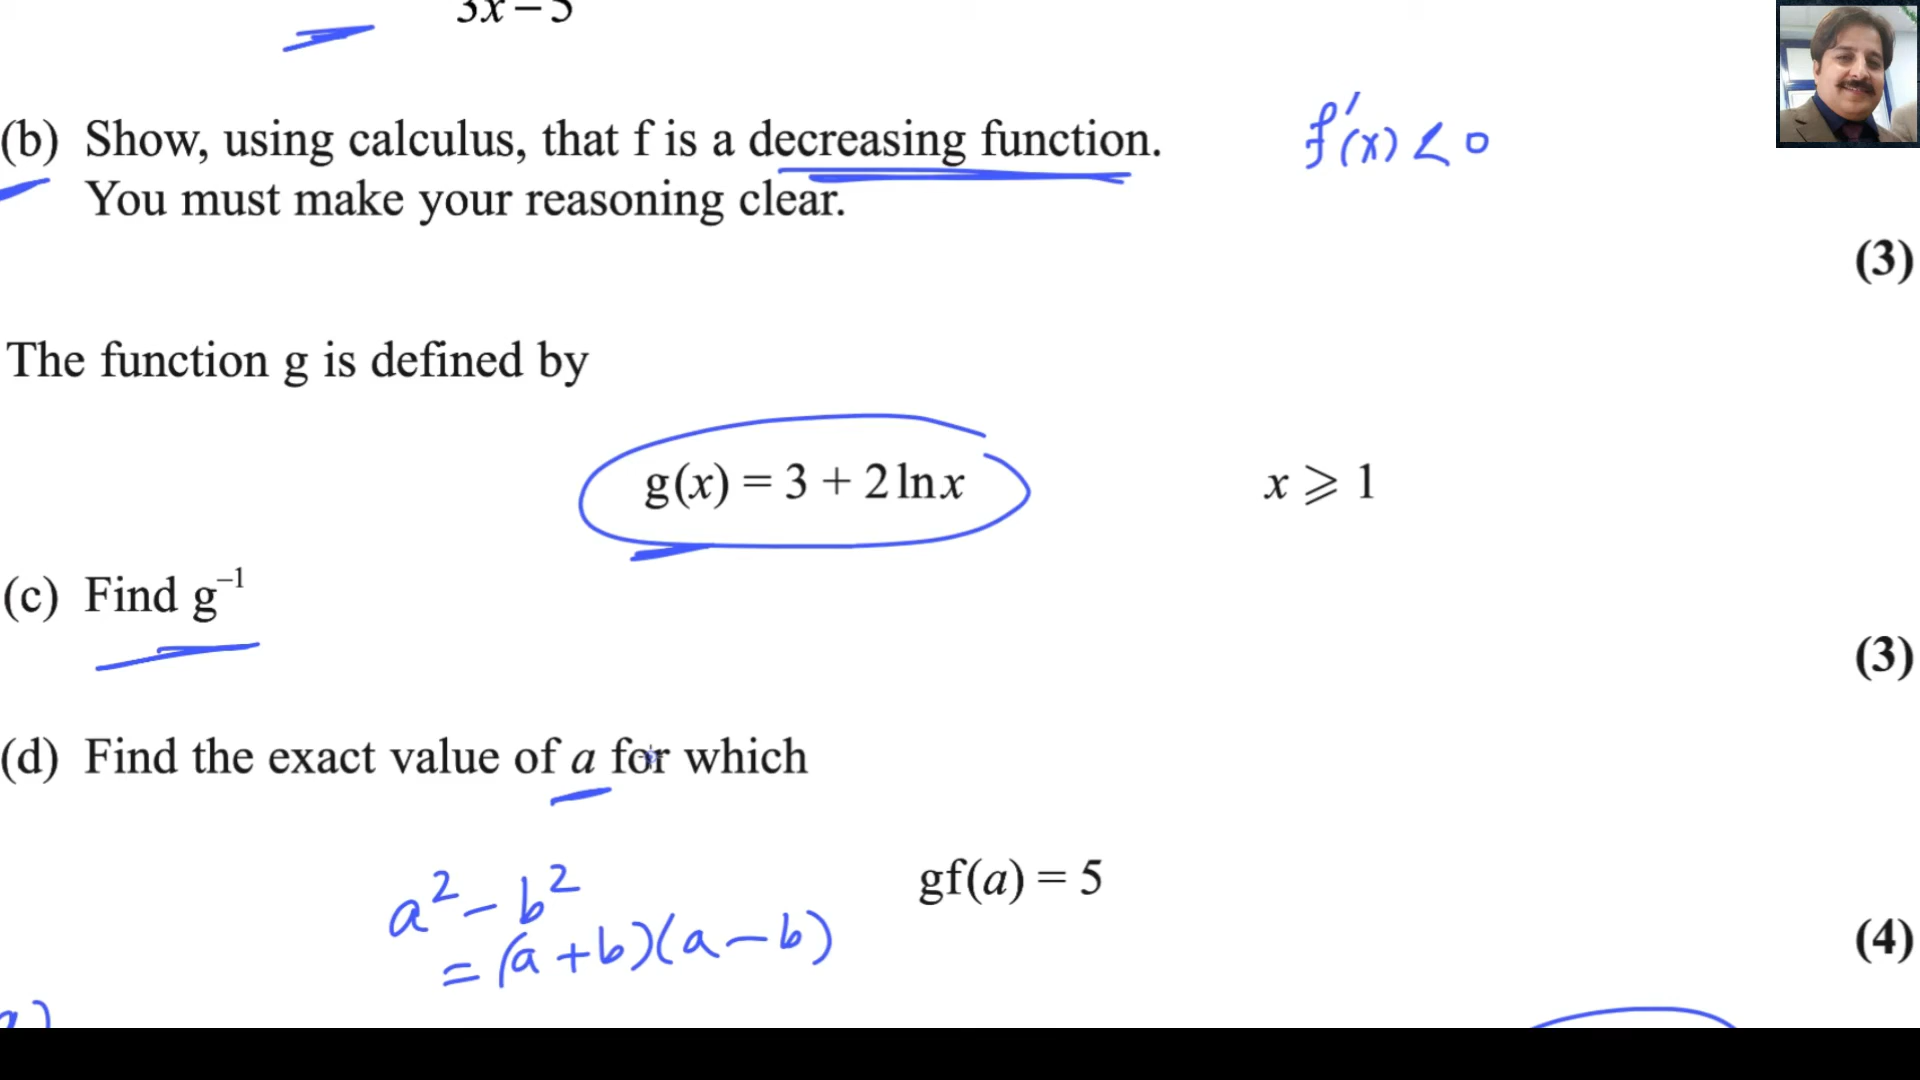 3x − 5
(b) Show, using calculus, that f is a decreasing function. f′(x) < 0
You must make your reasoning clear.
(3)
The function g is defined by
g(x) = 3 + 2 ln x x ⩾ 1
(c) Find g⁻¹
(3)
(d) Find the exact value of a for which
a² − b²
gf(a) = 5
= (a + b)(a − b)
(4)